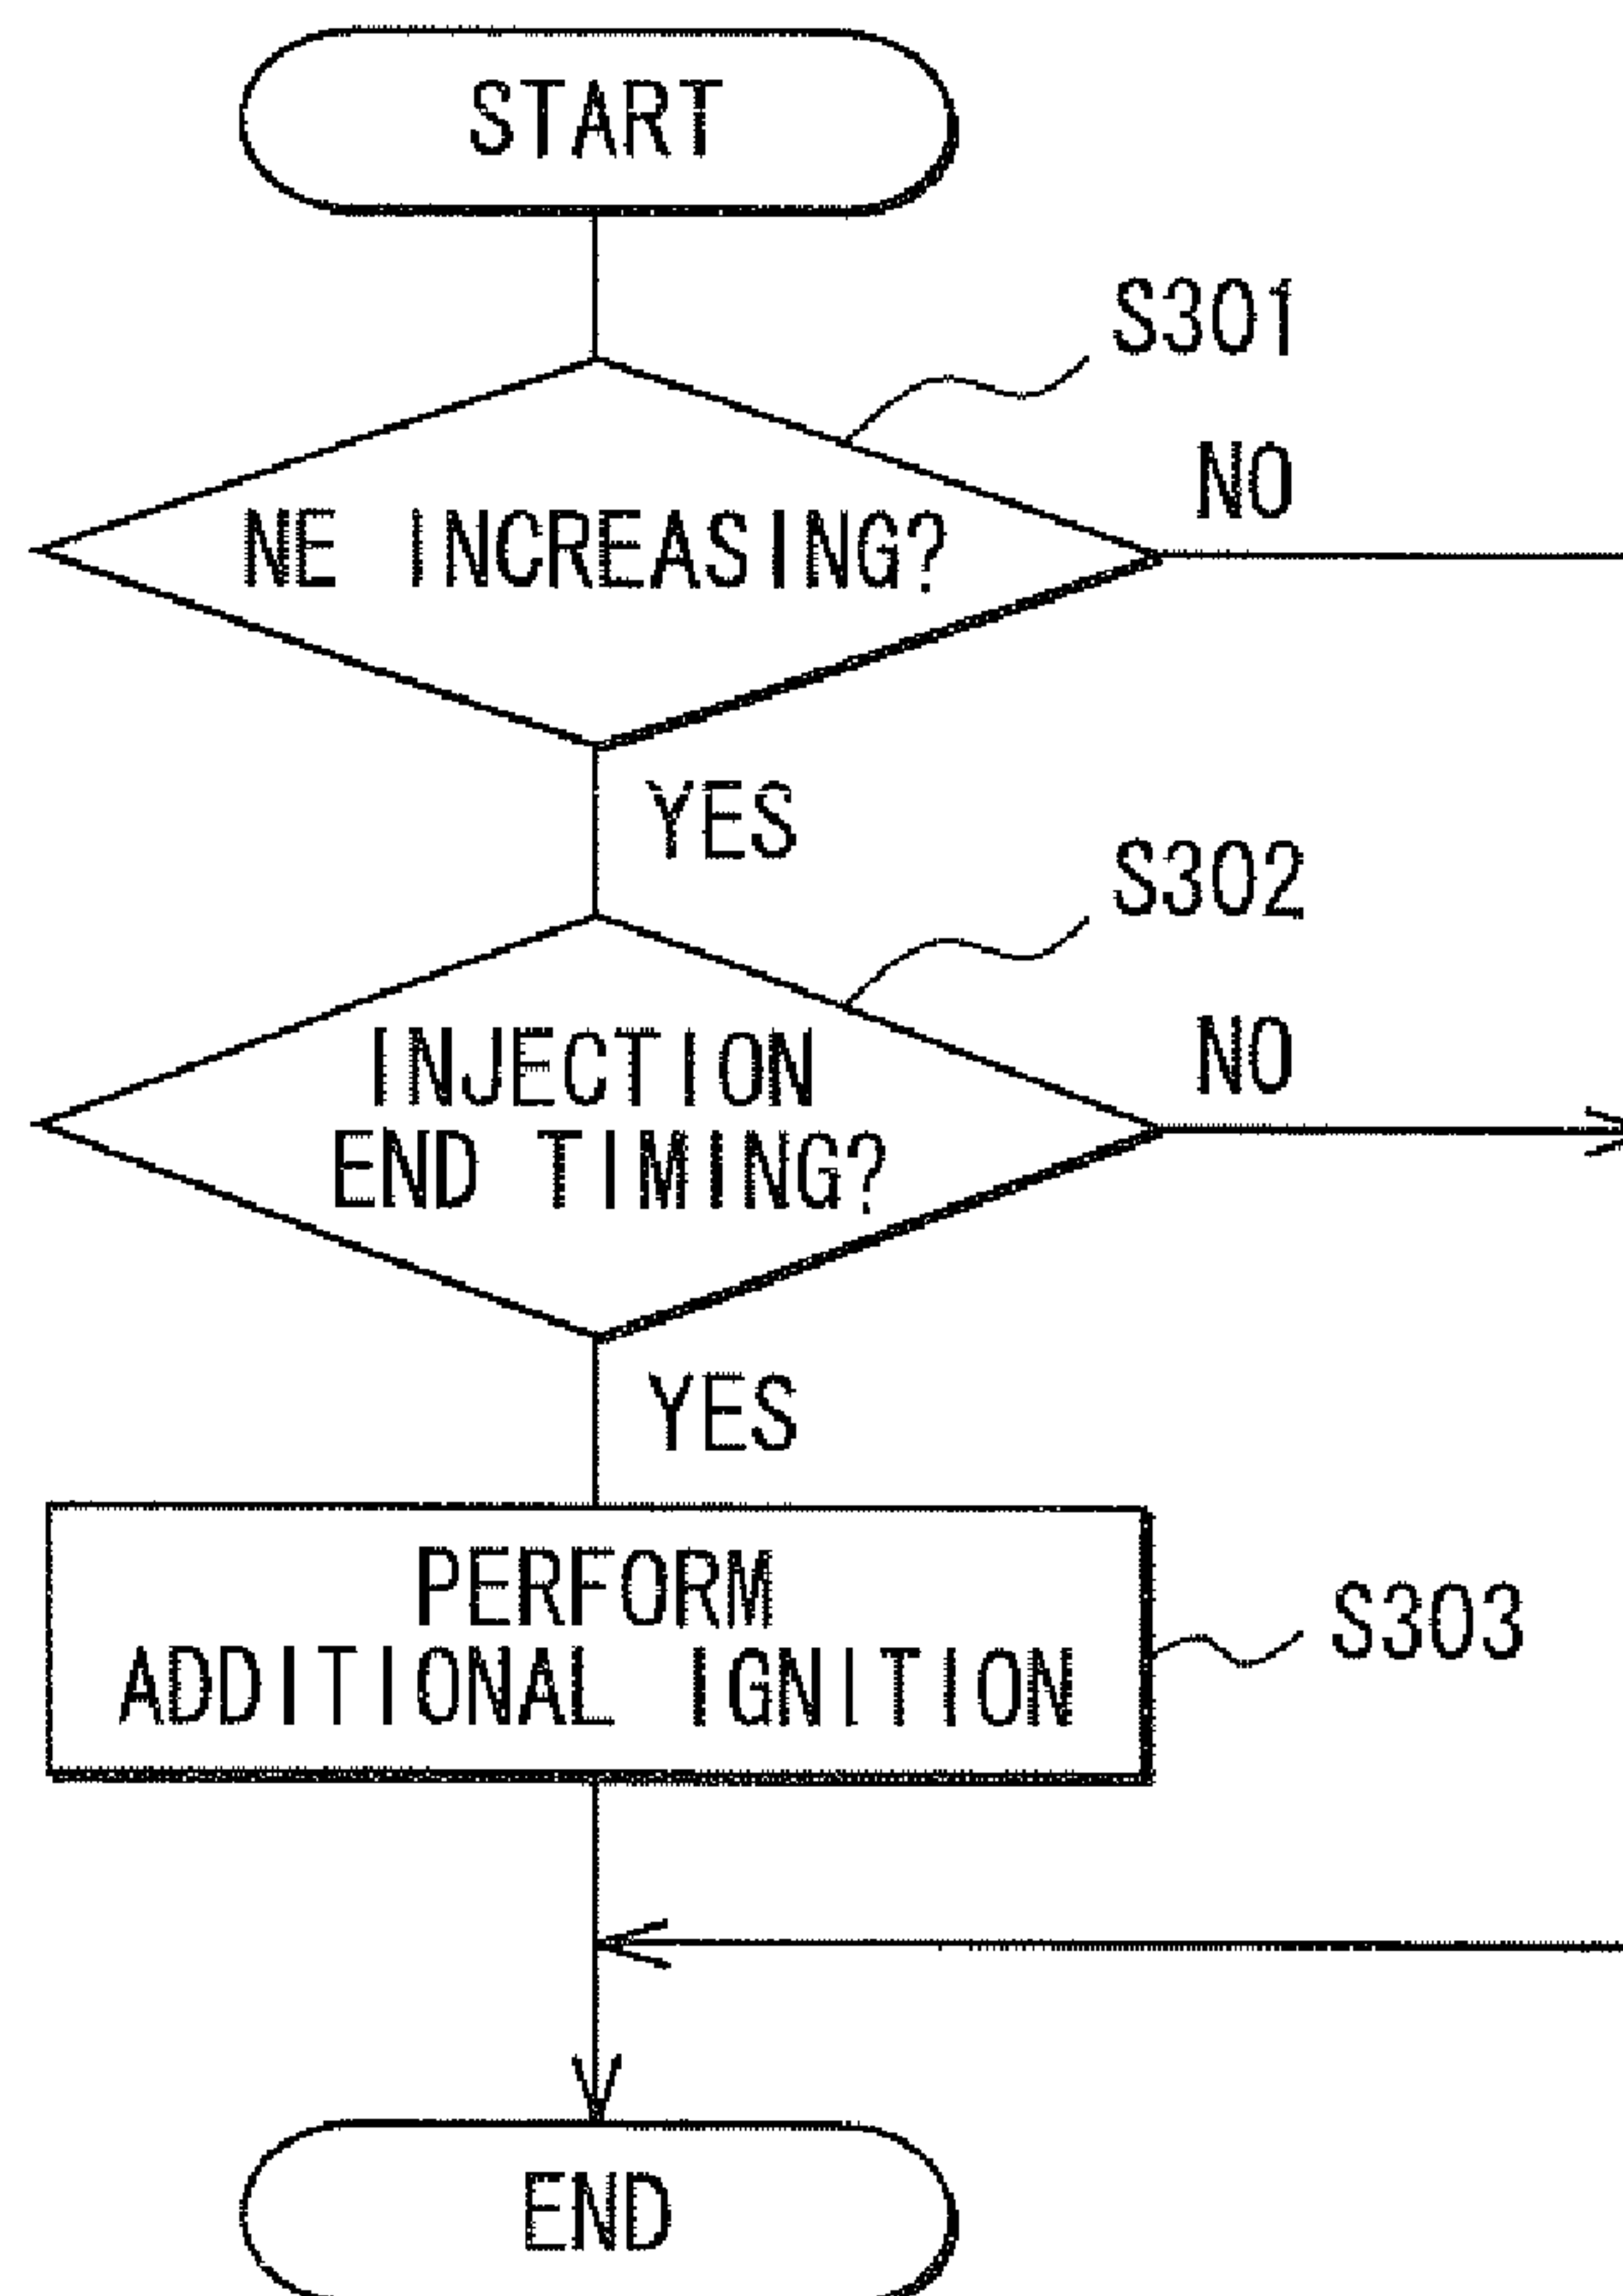 START
S301
NO
NE INCREASING?
YES
S302
NO
INJECTION
END TIMING?
YES
PERFORM
ADDITIONAL IGNITION
S303
END